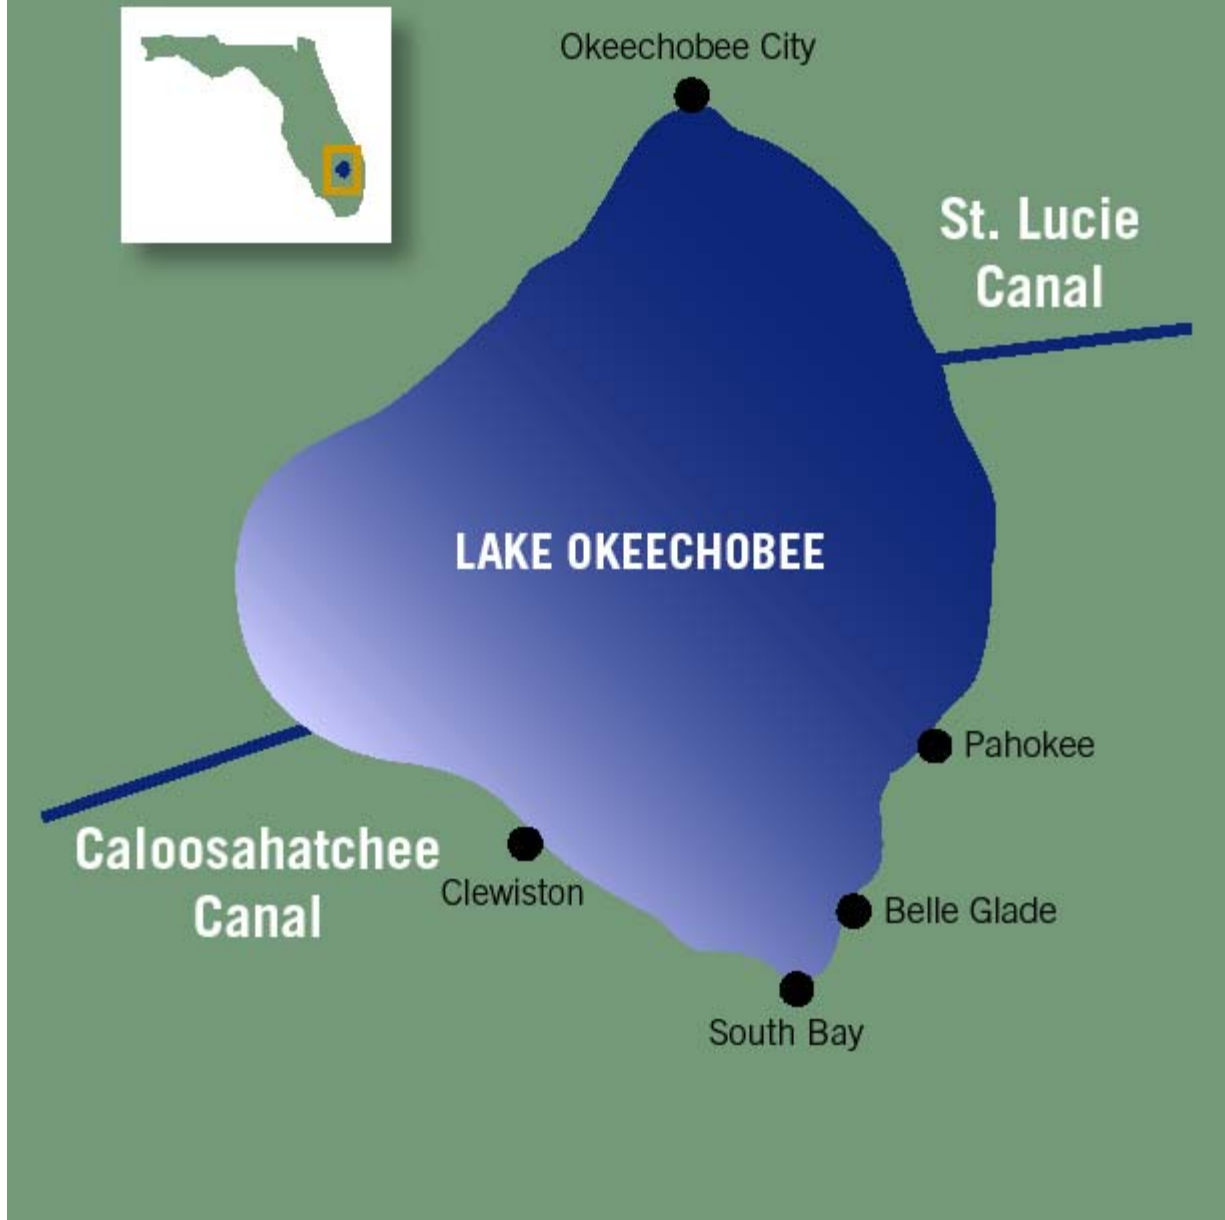 Okeechobee City
St. Lucie
Canal
LAKE OKEECHOBEE
Pahokee
Caloosahatchee
Canal
Clewiston
Belle Glade
South Bay